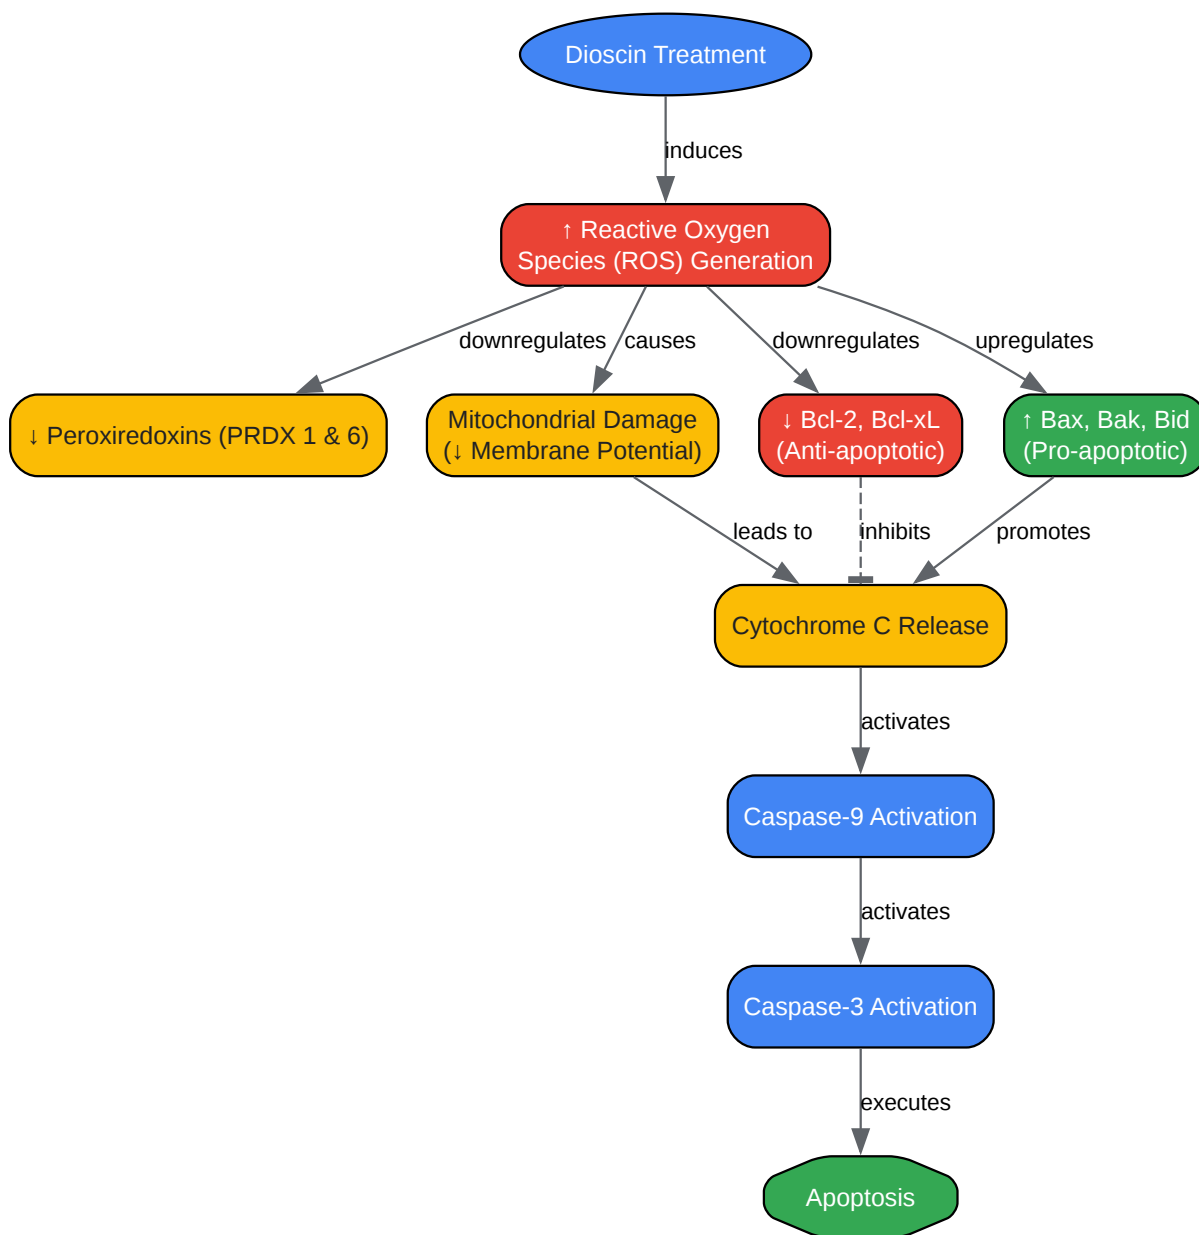 Dioscin Treatment
induces
↑ Reactive Oxygen
Species (ROS) Generation
downregulates
causes
downregulates
upregulates
↓ Peroxiredoxins (PRDX 1 & 6)
Mitochondrial Damage
(↓ Membrane Potential)
↓ Bcl-2, Bcl-xL
(Anti-apoptotic)
↑ Bax, Bak, Bid
(Pro-apoptotic)
leads to
inhibits
promotes
Cytochrome C Release
activates
Caspase-9 Activation
activates
Caspase-3 Activation
executes
Apoptosis